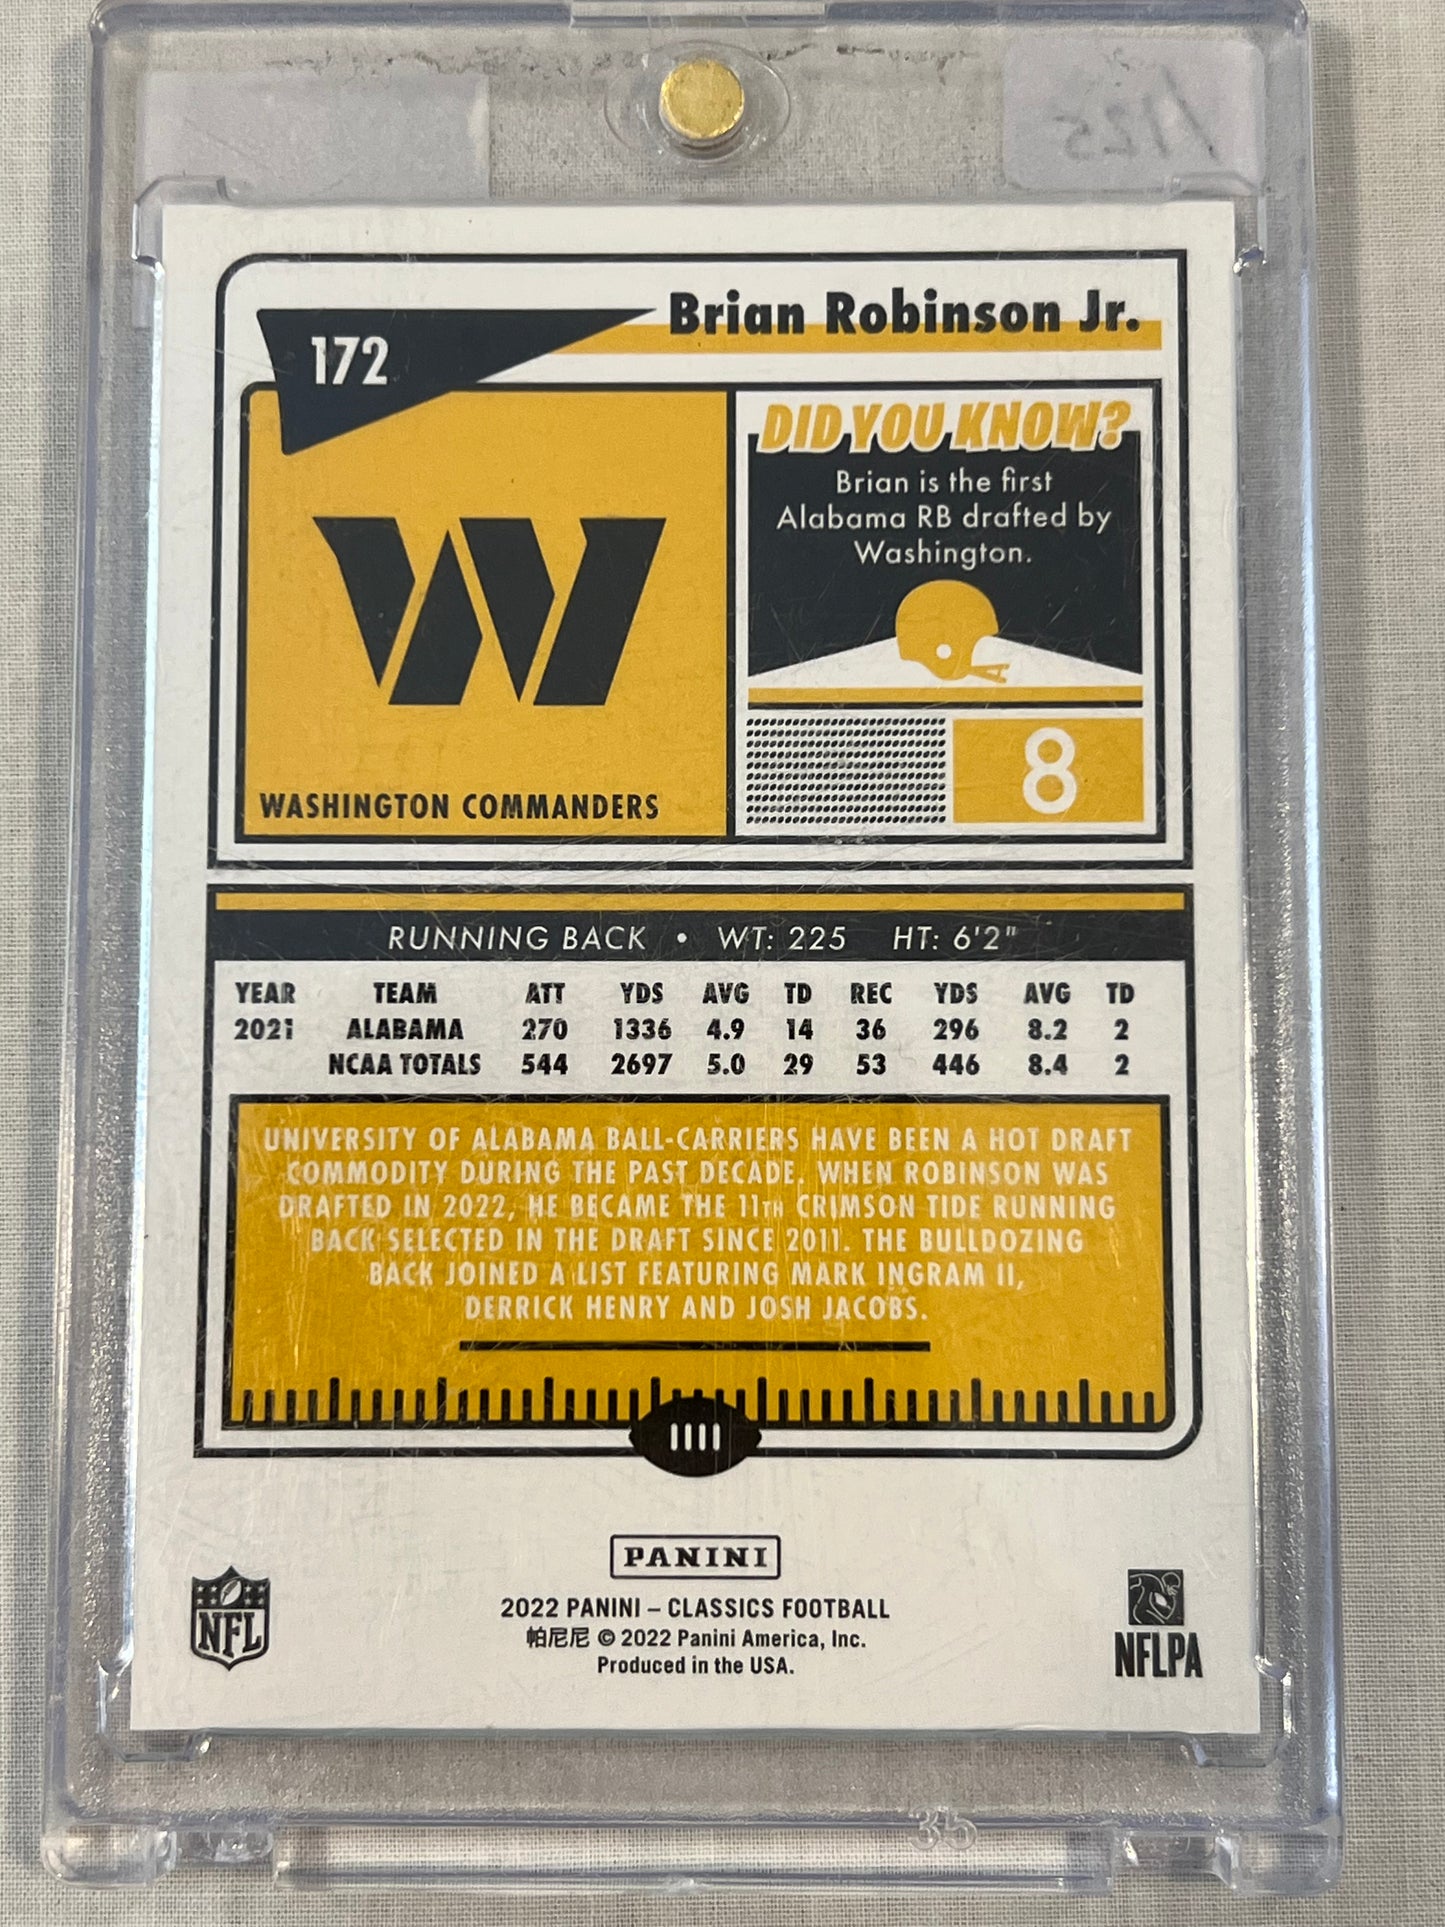 /125
172
Brian Robinson Jr.
DID YOU KNOW?
Brian is the first
Alabama RB drafted by
Washington.
8
WASHINGTON COMMANDERS
RUNNING BACK • WT: 225 HT: 6'2"
YEAR TEAM ATT YDS AVG TD REC YDS AVG TD
2021 ALABAMA 270 1336 4.9 14 36 296 8.2 2
NCAA TOTALS 544 2697 5.0 29 53 446 8.4 2
UNIVERSITY OF ALABAMA BALL-CARRIERS HAVE BEEN A HOT DRAFT
COMMODITY DURING THE PAST DECADE. WHEN ROBINSON WAS
DRAFTED IN 2022, HE BECAME THE 11TH CRIMSON TIDE RUNNING
BACK SELECTED IN THE DRAFT SINCE 2011. THE BULLDOZING
BACK JOINED A LIST FEATURING MARK INGRAM II,
DERRICK HENRY AND JOSH JACOBS.
PANINI
2022 PANINI – CLASSICS FOOTBALL
帕尼尼 © 2022 Panini America, Inc.
Produced in the USA.
NFL
NFLPA
35